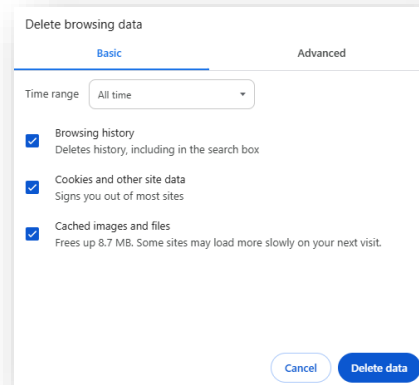 Delete browsing data
Basic
Advanced
Time range
All time
Browsing history
Deletes history, including in the search box
Cookies and other site data
Signs you out of most sites
Cached images and files
Frees up 8.7 MB. Some sites may load more slowly on your next visit.
Cancel
Delete data